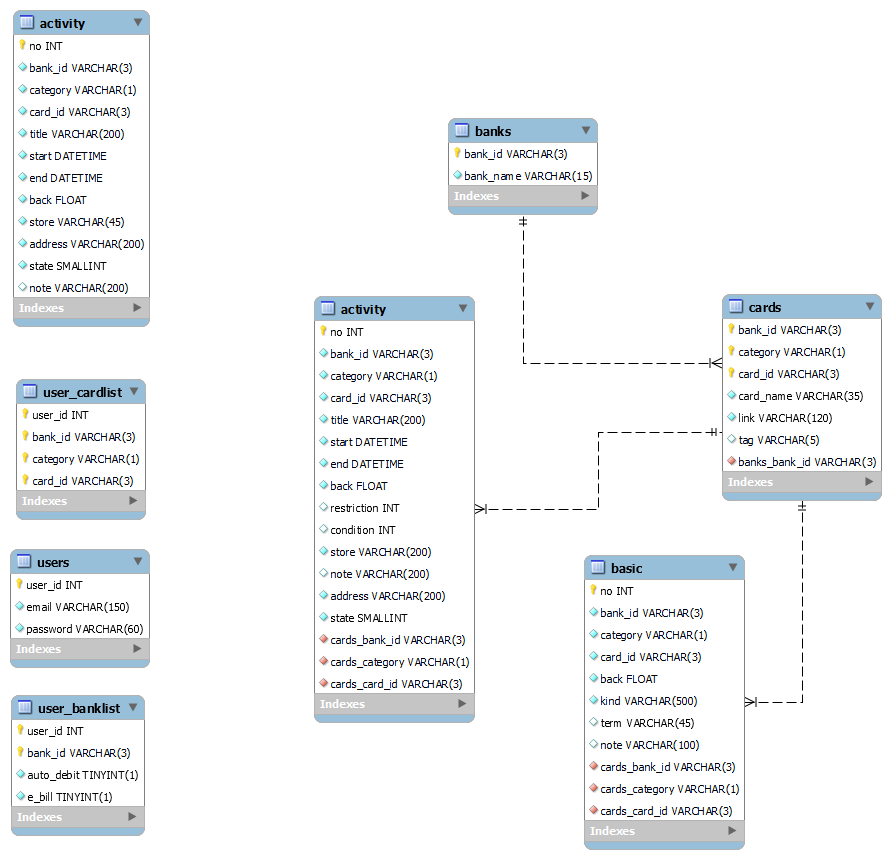 activity
no INT
bank_id VARCHAR(3)
category VARCHAR(1)
card_id VARCHAR(3)
title VARCHAR(200)
start DATETIME
end DATETIME
back FLOAT
store VARCHAR(45)
address VARCHAR(200)
state SMALLINT
note VARCHAR(200)
Indexes
user_cardlist
user_id INT
bank_id VARCHAR(3)
category VARCHAR(1)
card_id VARCHAR(3)
Indexes
users
user_id INT
email VARCHAR(150)
password VARCHAR(60)
Indexes
user_banklist
user_id INT
bank_id VARCHAR(3)
auto_debit TINYINT(1)
e_bill TINYINT(1)
Indexes
banks
bank_id VARCHAR(3)
bank_name VARCHAR(15)
Indexes
activity
no INT
bank_id VARCHAR(3)
category VARCHAR(1)
card_id VARCHAR(3)
title VARCHAR(200)
start DATETIME
end DATETIME
back FLOAT
restriction INT
condition INT
store VARCHAR(200)
note VARCHAR(200)
address VARCHAR(200)
state SMALLINT
cards_bank_id VARCHAR(3)
cards_category VARCHAR(1)
cards_card_id VARCHAR(3)
Indexes
cards
bank_id VARCHAR(3)
category VARCHAR(1)
card_id VARCHAR(3)
card_name VARCHAR(35)
link VARCHAR(120)
tag VARCHAR(5)
banks_bank_id VARCHAR(3)
Indexes
basic
no INT
bank_id VARCHAR(3)
category VARCHAR(1)
card_id VARCHAR(3)
back FLOAT
kind VARCHAR(500)
term VARCHAR(45)
note VARCHAR(100)
cards_bank_id VARCHAR(3)
cards_category VARCHAR(1)
cards_card_id VARCHAR(3)
Indexes